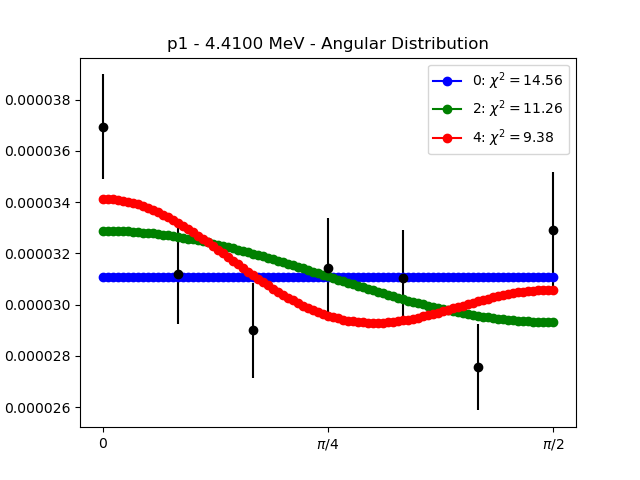 p1 - 4.4100 MeV - Angular Distribution
0: χ² = 14.56
2: χ² = 11.26
4: χ² = 9.38
0.000038
0.000036
0.000034
0.000032
0.000030
0.000028
0.000026
0 π/4 π/2